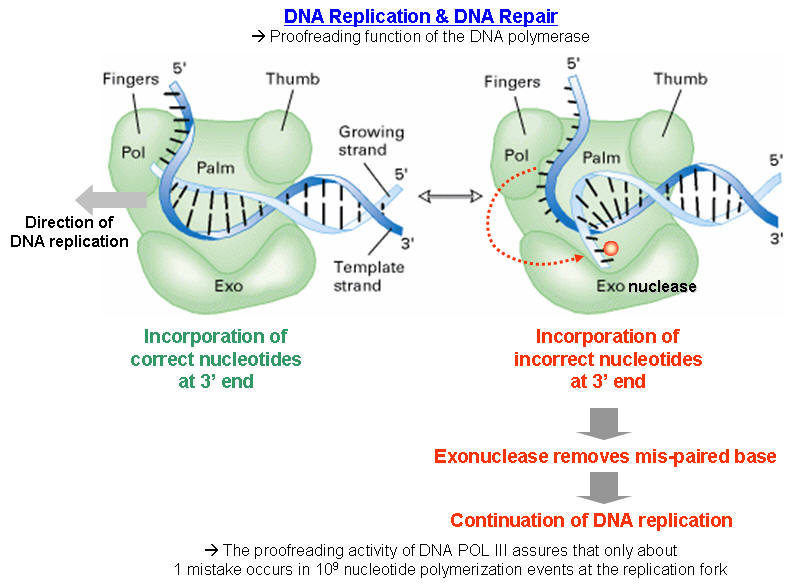 DNA Replication & DNA Repair
→ Proofreading function of the DNA polymerase
Fingers
5'
Thumb
Pol
Palm
Growing
strand
5'
Direction of
DNA replication
3'
Template
strand
Exo
Incorporation of
correct nucleotides
at 3' end
5'
Fingers
Thumb
Pol
Palm
5'
3'
Exo nuclease
Incorporation of
incorrect nucleotides
at 3' end
Exonuclease removes mis-paired base
Continuation of DNA replication
→ The proofreading activity of DNA POL III assures that only about
1 mistake occurs in 10⁹ nucleotide polymerization events at the replication fork